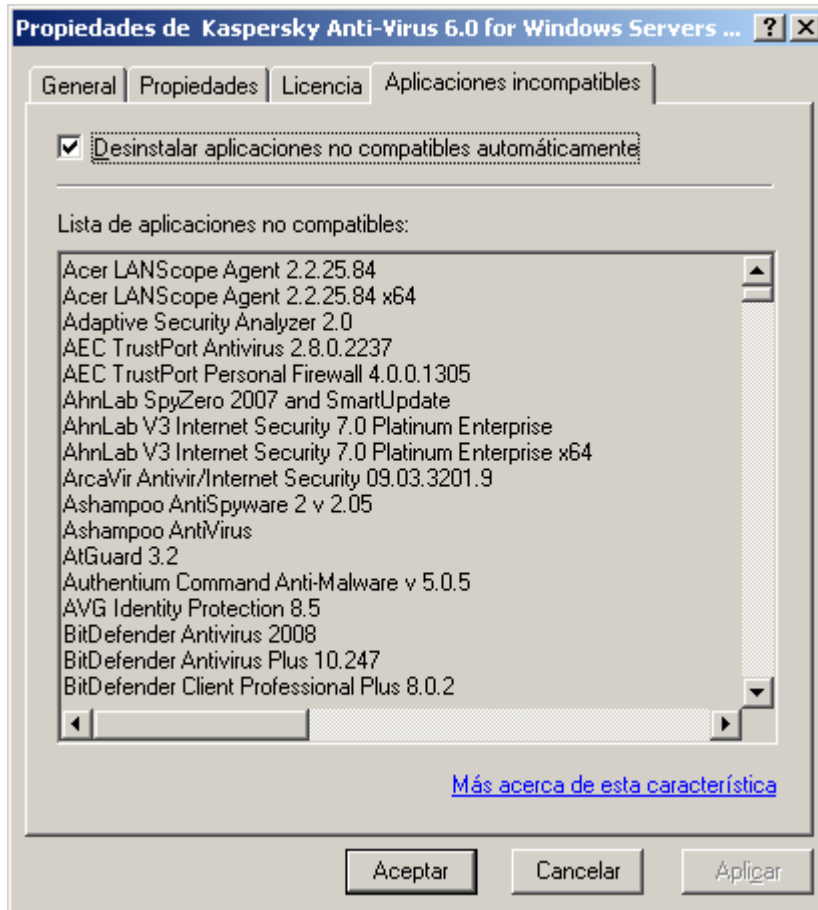 Propiedades de Kaspersky Anti-Virus 6.0 for Windows Servers ...
General Propiedades Licencia Aplicaciones incompatibles
Desinstalar aplicaciones no compatibles automáticamente
Lista de aplicaciones no compatibles:
Acer LANScope Agent 2.2.25.84
Acer LANScope Agent 2.2.25.84 x64
Adaptive Security Analyzer 2.0
AEC TrustPort Antivirus 2.8.0.2237
AEC TrustPort Personal Firewall 4.0.0.1305
AhnLab SpyZero 2007 and SmartUpdate
AhnLab V3 Internet Security 7.0 Platinum Enterprise
AhnLab V3 Internet Security 7.0 Platinum Enterprise x64
ArcaVir Antivir/Internet Security 09.03.3201.9
Ashampoo AntiSpyware 2 v 2.05
Ashampoo AntiVirus
AtGuard 3.2
Authentium Command Anti-Malware v 5.0.5
AVG Identity Protection 8.5
BitDefender Antivirus 2008
BitDefender Antivirus Plus 10.247
BitDefender Client Professional Plus 8.0.2
Más acerca de esta característica
Aceptar Cancelar Aplicar